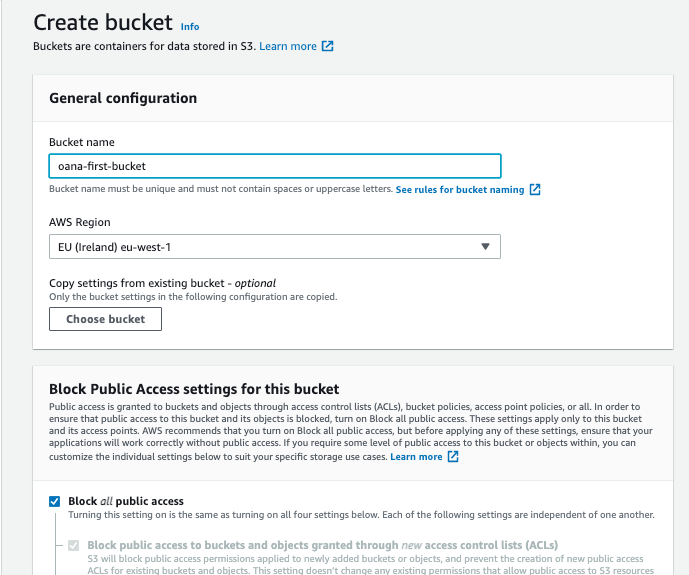 Create bucket Info
Buckets are containers for data stored in S3. Learn more
General configuration
Bucket name
oana-first-bucket
Bucket name must be unique and must not contain spaces or uppercase letters. See rules for bucket naming
AWS Region
EU (Ireland) eu-west-1
Copy settings from existing bucket - optional
Only the bucket settings in the following configuration are copied.
Choose bucket
Block Public Access settings for this bucket
Public access is granted to buckets and objects through access control lists (ACLs), bucket policies, access point policies, or all. In order to
ensure that public access to this bucket and its objects is blocked, turn on Block all public access. These settings apply only to this bucket
and its access points. AWS recommends that you turn on Block all public access, but before applying any of these settings, ensure that your
applications will work correctly without public access. If you require some level of public access to this bucket or objects within, you can
customize the individual settings below to suit your specific storage use cases. Learn more
Block all public access
Turning this setting on is the same as turning on all four settings below. Each of the following settings are independent of one another.
Block public access to buckets and objects granted through new access control lists (ACLs)
S3 will block public access permissions applied to newly added buckets or objects, and prevent the creation of new public access
ACLs for existing buckets and objects. This setting doesn't change any existing permissions that allow public access to S3 resources